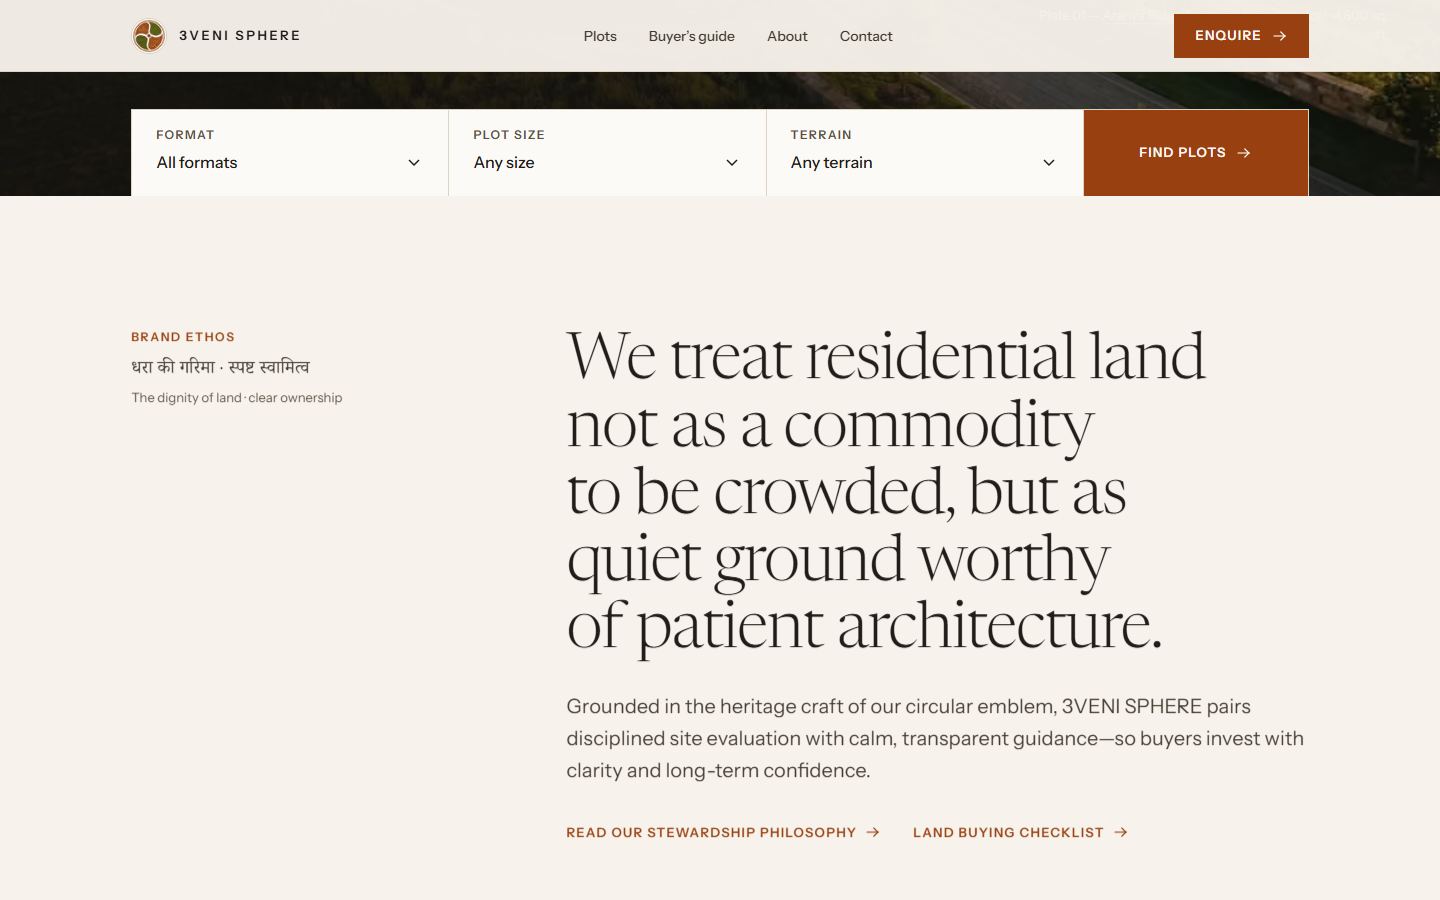 3VENI SPHERE
Plots
Buyer’s guide
About
Contact
ENQUIRE
FORMAT
All formats
PLOT SIZE
Any size
TERRAIN
Any terrain
FIND PLOTS
BRAND ETHOS
धरा की गरिमा · स्पष्ट स्वामित्व
The dignity of land · clear ownership
We treat residential land
not as a commodity
to be crowded, but as
quiet ground worthy
of patient architecture.
Grounded in the heritage craft of our circular emblem, 3VENI SPHERE pairs
disciplined site evaluation with calm, transparent guidance—so buyers invest with
clarity and long-term confidence.
READ OUR STEWARDSHIP PHILOSOPHY
LAND BUYING CHECKLIST